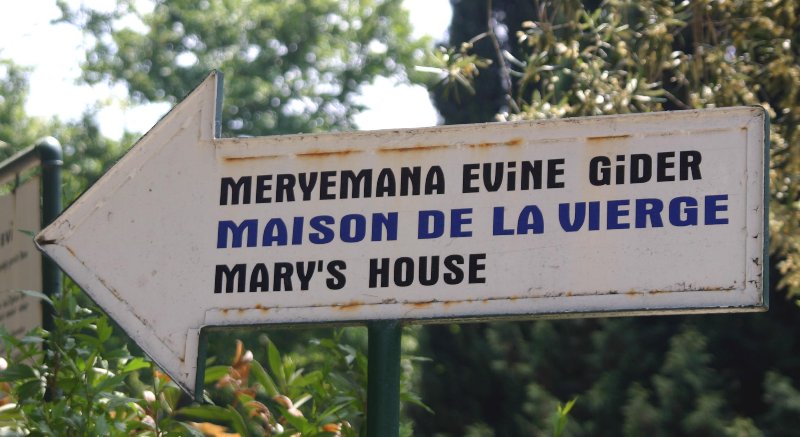 MERYEMANA EViNE GiDER
MAISON DE LA VIERGE
MARY'S HOUSE